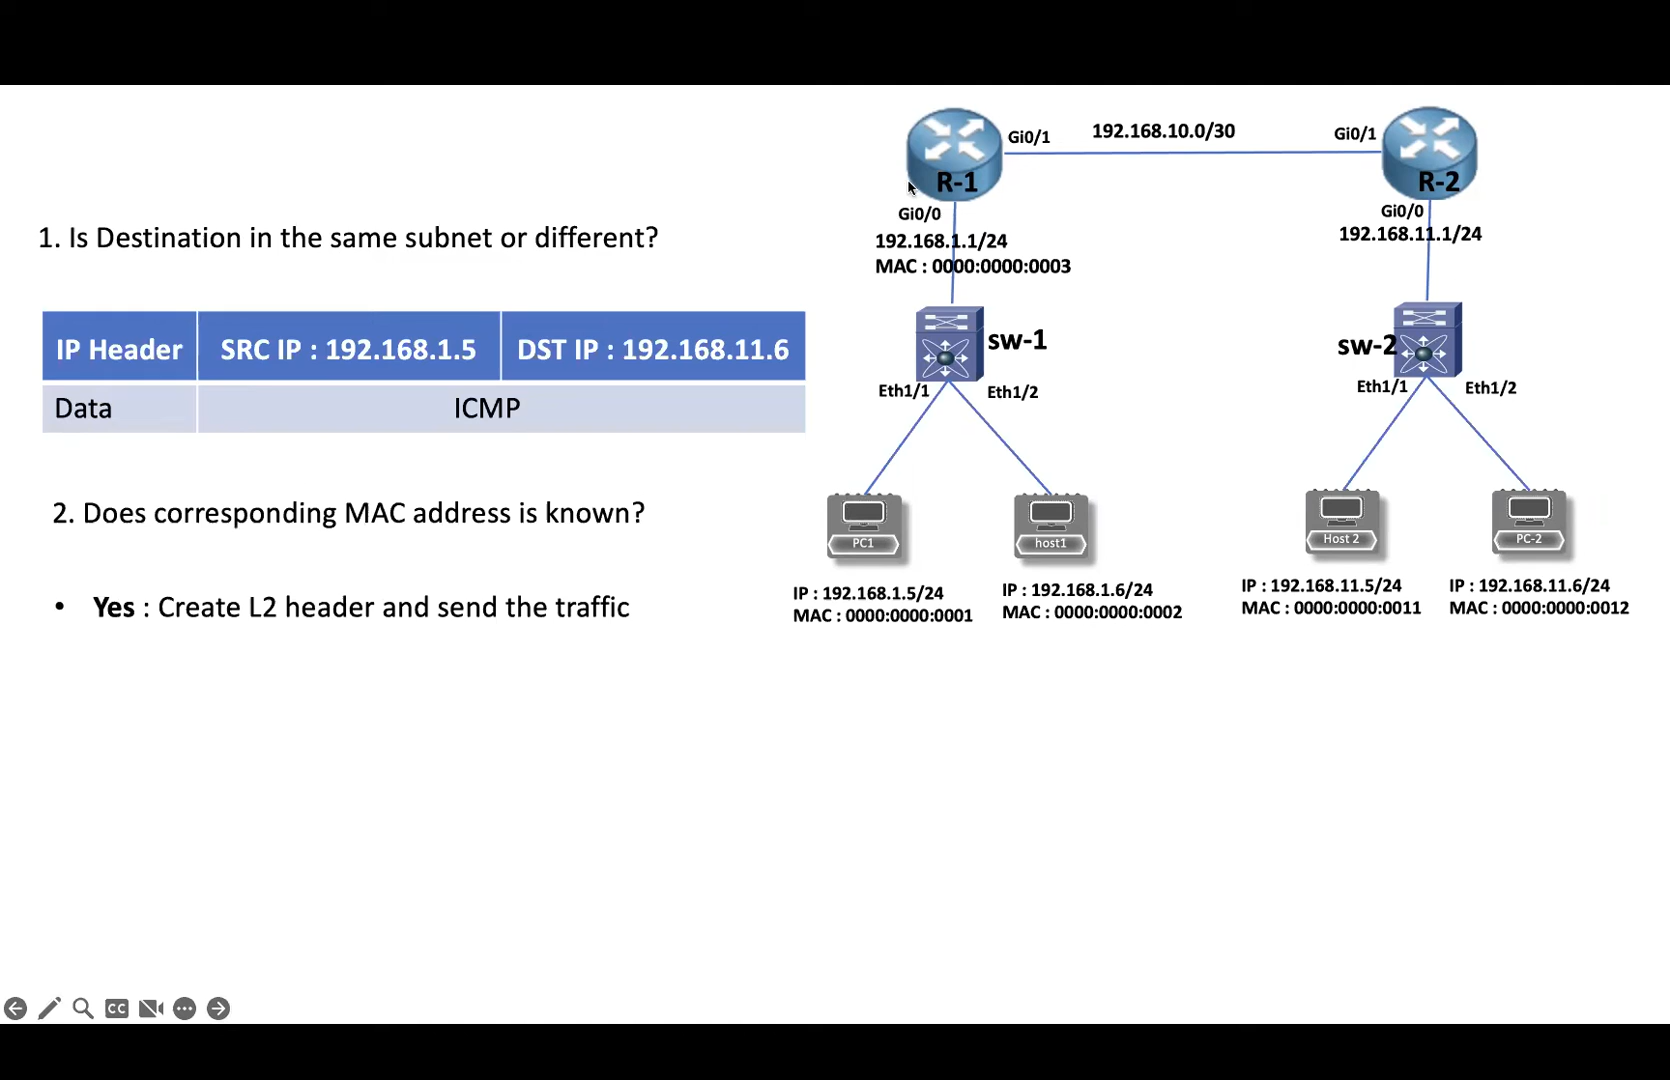 1. Is Destination in the same subnet or different?
IP Header SRC IP : 192.168.1.5 DST IP : 192.168.11.6
Data ICMP
2. Does corresponding MAC address is known?
• Yes : Create L2 header and send the traffic
Gi0/1 192.168.10.0/30 Gi0/1
R-1 R-2
Gi0/0
192.168.1.1/24
MAC : 0000:0000:0003
Gi0/0
192.168.11.1/24
sw-1
Eth1/1 Eth1/2
sw-2
Eth1/1 Eth1/2
PC1 host1 Host 2 PC-2
IP : 192.168.1.5/24
MAC : 0000:0000:0001
IP : 192.168.1.6/24
MAC : 0000:0000:0002
IP : 192.168.11.5/24
MAC : 0000:0000:0011
IP : 192.168.11.6/24
MAC : 0000:0000:0012
CC